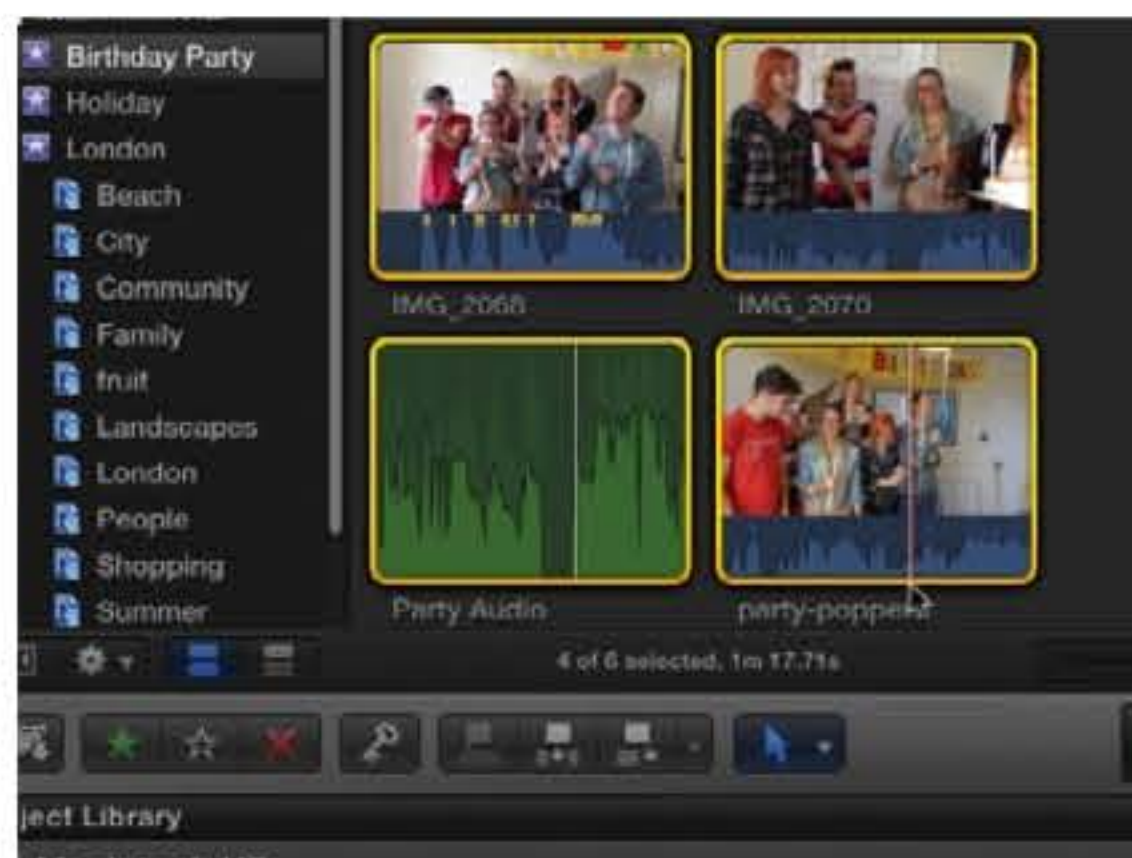 Birthday Party
Holiday
London
Beach
City
Community
Family
fruit
Landscapes
London
People
Shopping
Summer
IMG_2068
IMG_2070
Party Audio
party-poppers
4 of 6 selected, 1m 17.71s
ject Library